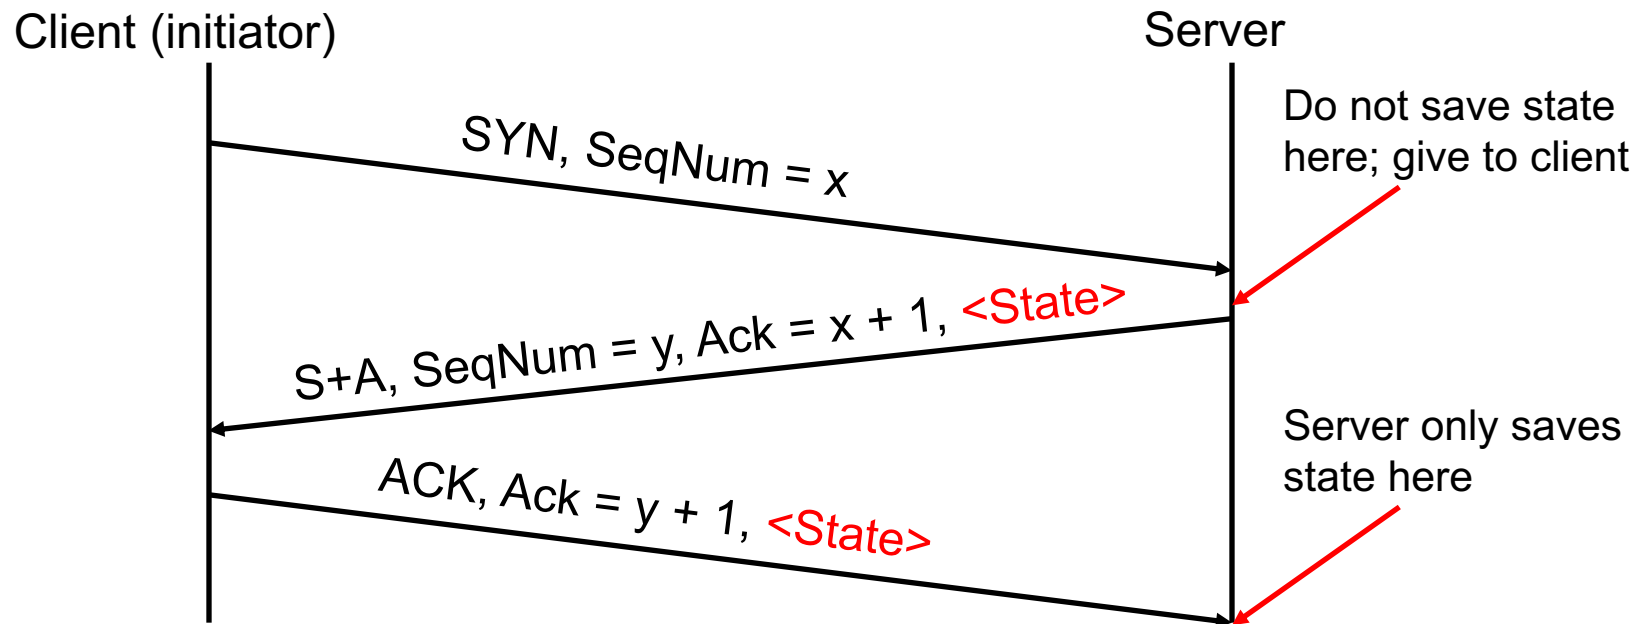 Client (initiator)
Server
Do not save state
here; give to client
SYN, SeqNum = x
S+A, SeqNum = y, Ack = x + 1, <State>
Server only saves
state here
ACK, Ack = y + 1, <State>